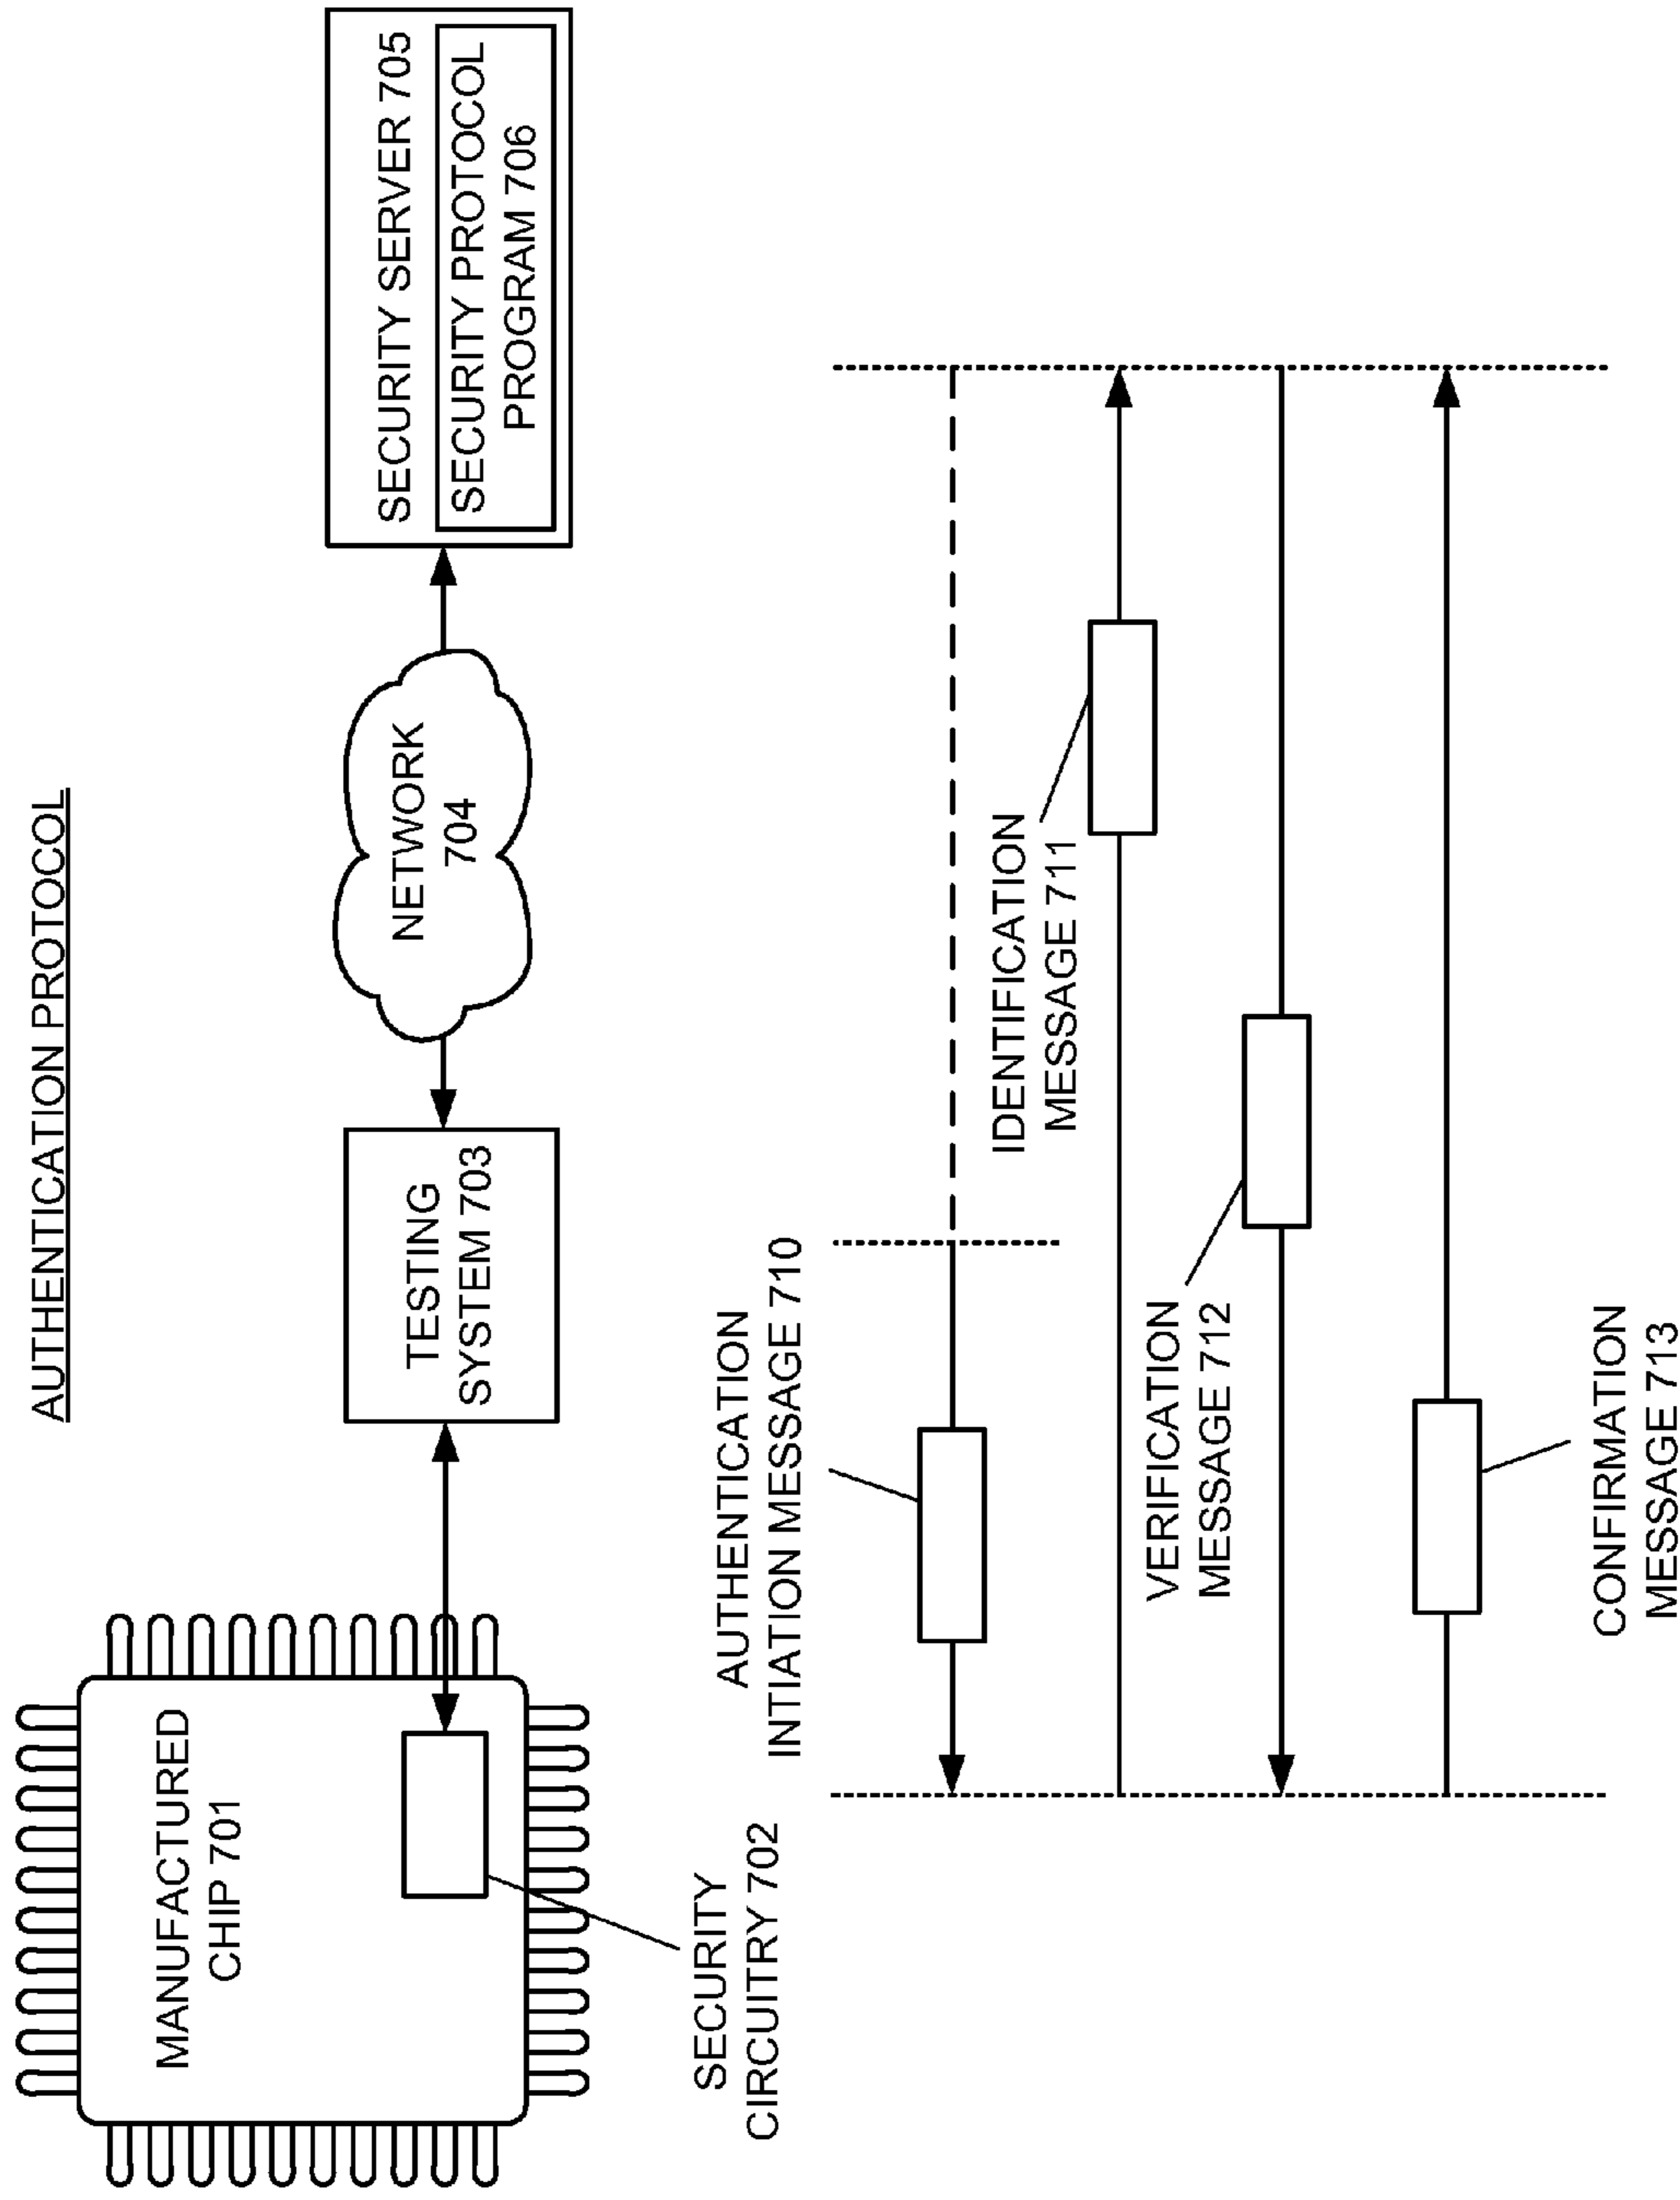 AUTHENTICATION PROTOCOL
MANUFACTURED
CHIP 701
SECURITY
CIRCUITRY 702
TESTING
SYSTEM 703
NETWORK
704
SECURITY SERVER 705
SECURITY PROTOCOL
PROGRAM 706
AUTHENTICATION
INTIATION MESSAGE 710
IDENTIFICATION
MESSAGE 711
VERIFICATION
MESSAGE 712
CONFIRMATION
MESSAGE 713